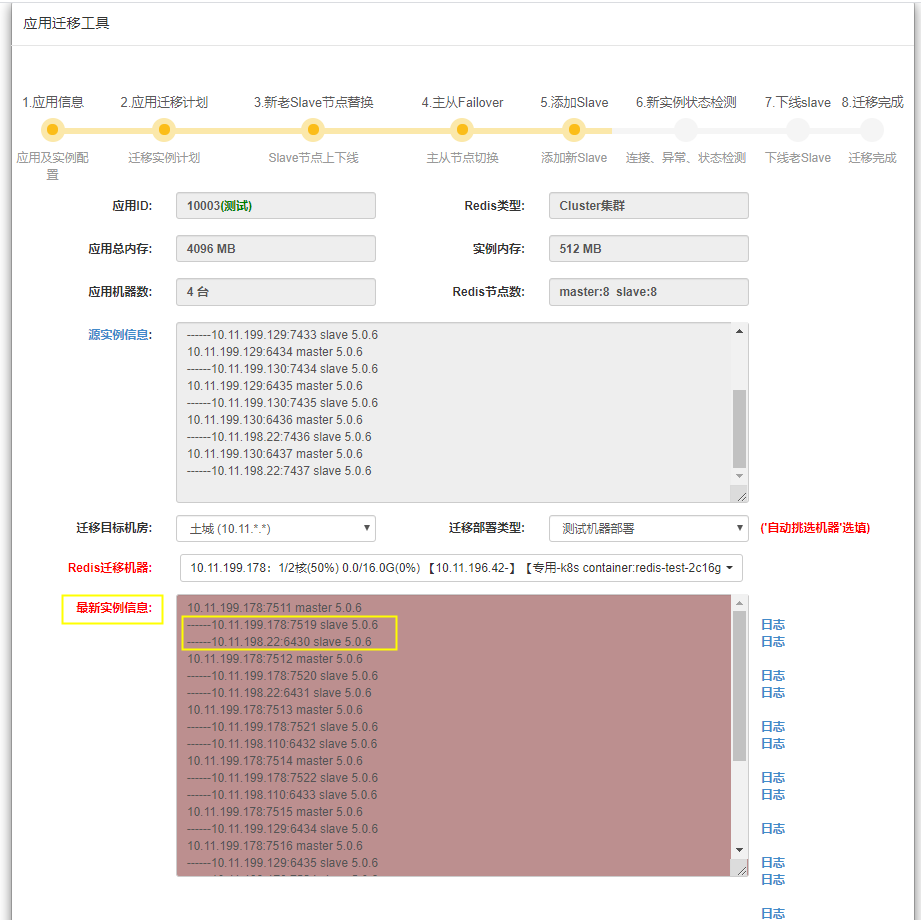 应用迁移工具
1.应用信息 2.应用迁移计划 3.新老Slave节点替换 4.主从Failover 5.添加Slave 6.新实例状态检测 7.下线slave 8.迁移完成
应用及实例配置 迁移实例计划 Slave节点上下线 主从节点切换 添加新Slave 连接、异常、状态检测 下线老Slave 迁移完成
应用ID: 10003(测试) Redis类型: Cluster集群
应用总内存: 4096 MB 实例内存: 512 MB
应用机器数: 4 台 Redis节点数: master:8 slave:8
源实例信息: ------10.11.199.129:7433 slave 5.0.6
10.11.199.129:6434 master 5.0.6
------10.11.199.130:7434 slave 5.0.6
10.11.199.129:6435 master 5.0.6
------10.11.199.130:7435 slave 5.0.6
10.11.199.130:6436 master 5.0.6
------10.11.198.22:7436 slave 5.0.6
10.11.199.130:6437 master 5.0.6
------10.11.198.22:7437 slave 5.0.6
迁移目标机房: 土城 (10.11.*.*) 迁移部署类型: 测试机器部署 ('自动挑选机器'选填)
Redis迁移机器: 10.11.199.178：1/2核(50%) 0.0/16.0G(0%) 【10.11.196.42-】【专用-k8s container:redis-test-2c16g
最新实例信息: 10.11.199.178:7511 master 5.0.6
------10.11.199.178:7519 slave 5.0.6 日志
------10.11.198.22:6430 slave 5.0.6 日志
10.11.199.178:7512 master 5.0.6
------10.11.199.178:7520 slave 5.0.6 日志
------10.11.198.22:6431 slave 5.0.6 日志
10.11.199.178:7513 master 5.0.6
------10.11.199.178:7521 slave 5.0.6 日志
------10.11.198.110:6432 slave 5.0.6 日志
10.11.199.178:7514 master 5.0.6
------10.11.199.178:7522 slave 5.0.6 日志
------10.11.198.110:6433 slave 5.0.6 日志
10.11.199.178:7515 master 5.0.6
------10.11.199.129:6434 slave 5.0.6 日志
10.11.199.178:7516 master 5.0.6
------10.11.199.129:6435 slave 5.0.6 日志
日志
日志